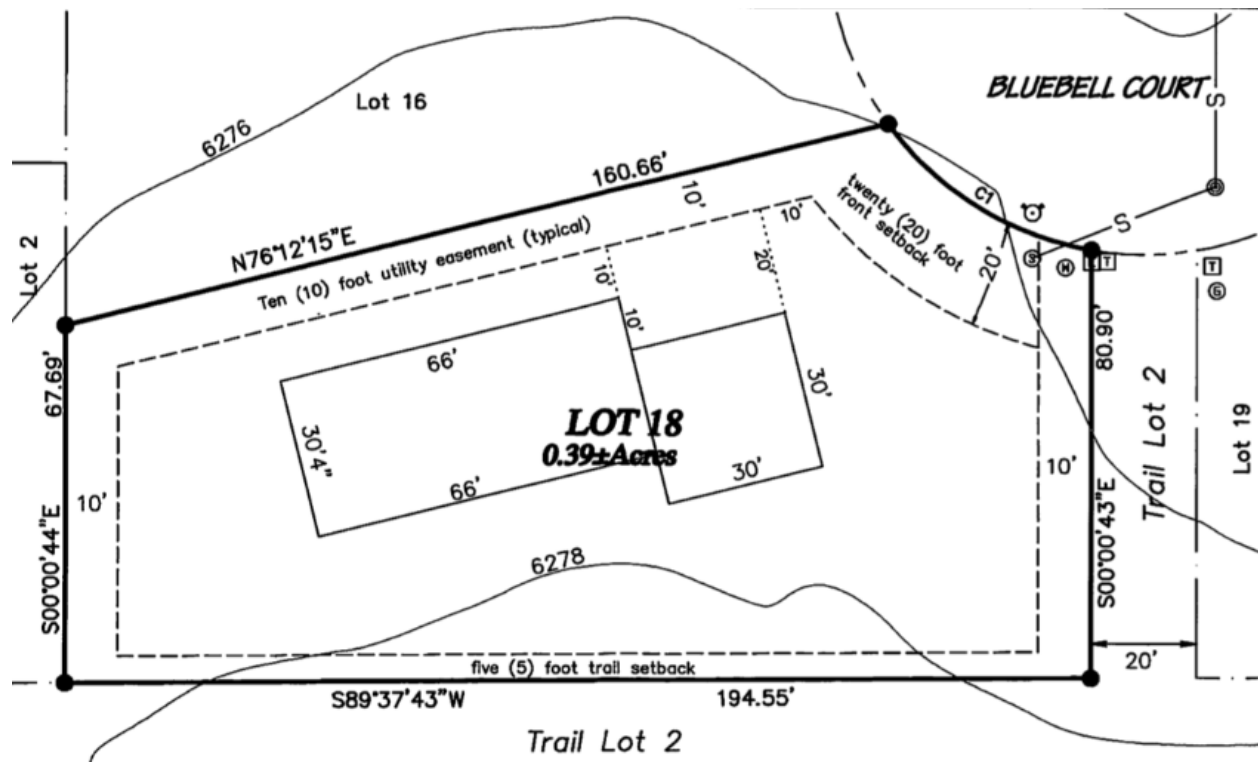 BLUEBELL COURT
S
Lot 16
6276
160.66'
10'
C1
twenty (20) foot
front setback
20'
S
N76°12'15"E
Ten (10) foot utility easement (typical)
10'
20'
Lot 2
S
H
T
T
G
10'
10'
67.69'
66'
30'
80.90'
LOT 18
0.39±Acres
30'4"
66'
30'
10'
10'
S00°00'44"E
S00°00'43"E
Trail Lot 2
Lot 19
6278
five (5) foot trail setback
20'
S89°37'43"W
194.55'
Trail Lot 2